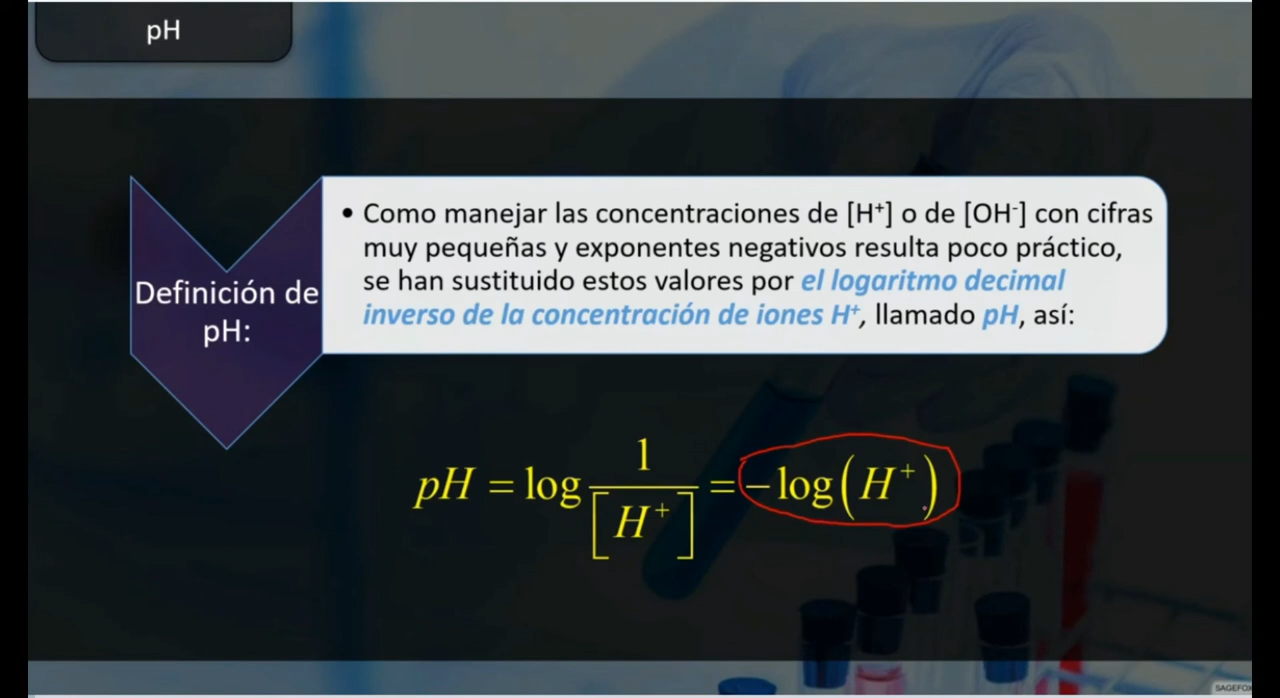 pH
Definición de
pH:
• Como manejar las concentraciones de [H⁺] o de [OH⁻] con cifras
muy pequeñas y exponentes negativos resulta poco práctico,
se han sustituido estos valores por el logaritmo decimal
inverso de la concentración de iones H⁺, llamado pH, así:
pH = log 1/[H⁺] = −log(H⁺)
SAGEFOX